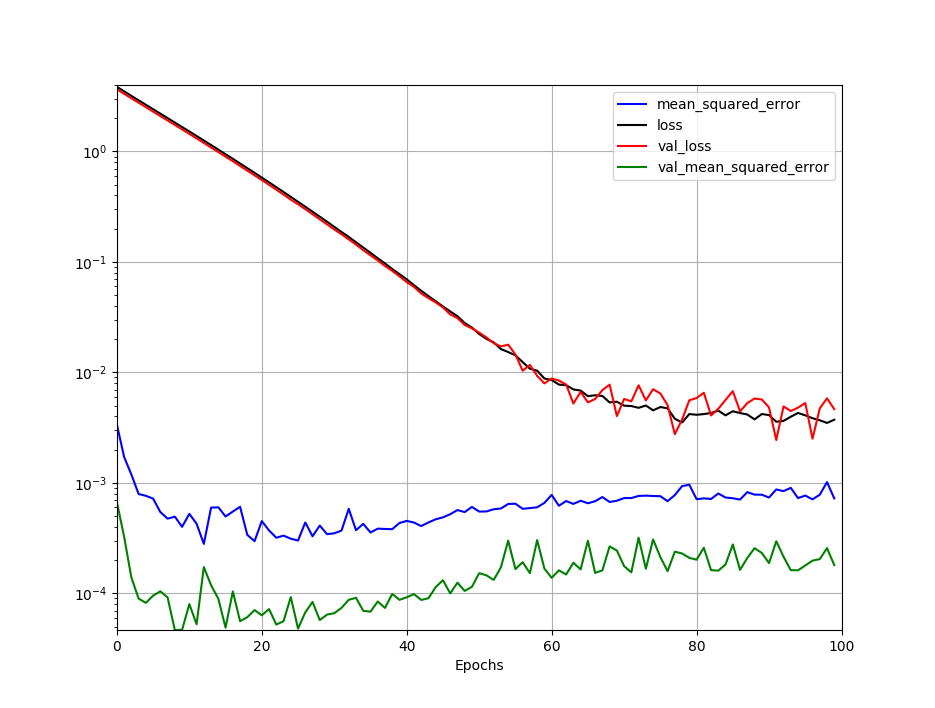 mean_squared_error
loss
val_loss
val_mean_squared_error
10⁰
10⁻¹
10⁻²
10⁻³
10⁻⁴
0 20 40 60 80 100
Epochs